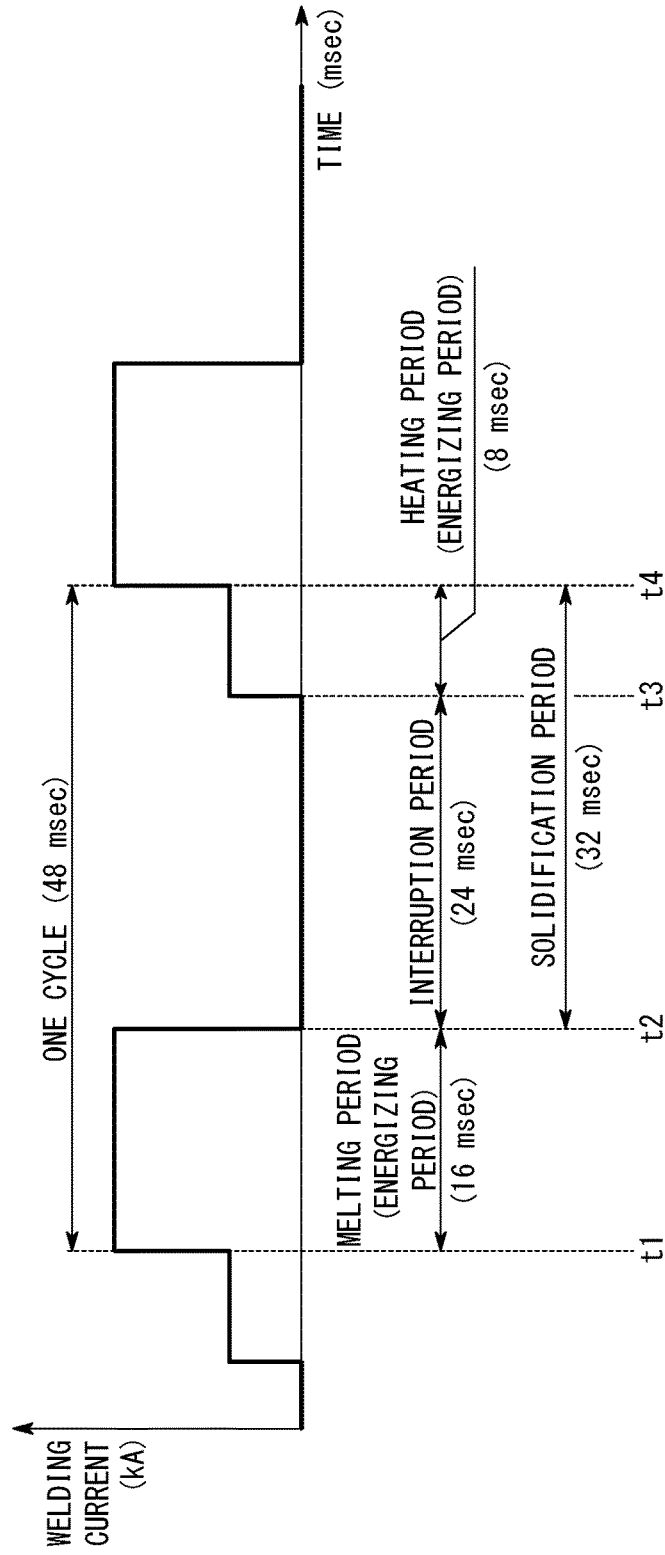 WELDING
CURRENT
(kA)
ONE CYCLE (48 msec)
TIME (msec)
MELTING PERIOD
(ENERGIZING
PERIOD)
(16 msec)
INTERRUPTION PERIOD
(24 msec)
HEATING PERIOD
(ENERGIZING PERIOD)
(8 msec)
SOLIDIFICATION PERIOD
(32 msec)
t1
t2
t3
t4